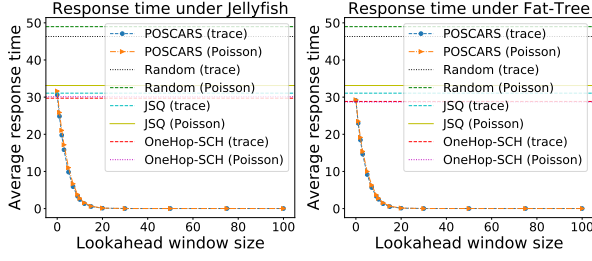 Response time under Jellyfish
Average response time
50
40
30
20
10
0
POSCARS (trace)
POSCARS (Poisson)
Random (trace)
Random (Poisson)
JSQ (trace)
JSQ (Poisson)
OneHop-SCH (trace)
OneHop-SCH (Poisson)
0 20 40 60 80 100
Lookahead window size
Response time under Fat-Tree
Average response time
50
40
30
20
10
0
POSCARS (trace)
POSCARS (Poisson)
Random (trace)
Random (Poisson)
JSQ (trace)
JSQ (Poisson)
OneHop-SCH (trace)
OneHop-SCH (Poisson)
0 20 40 60 80 100
Lookahead window size